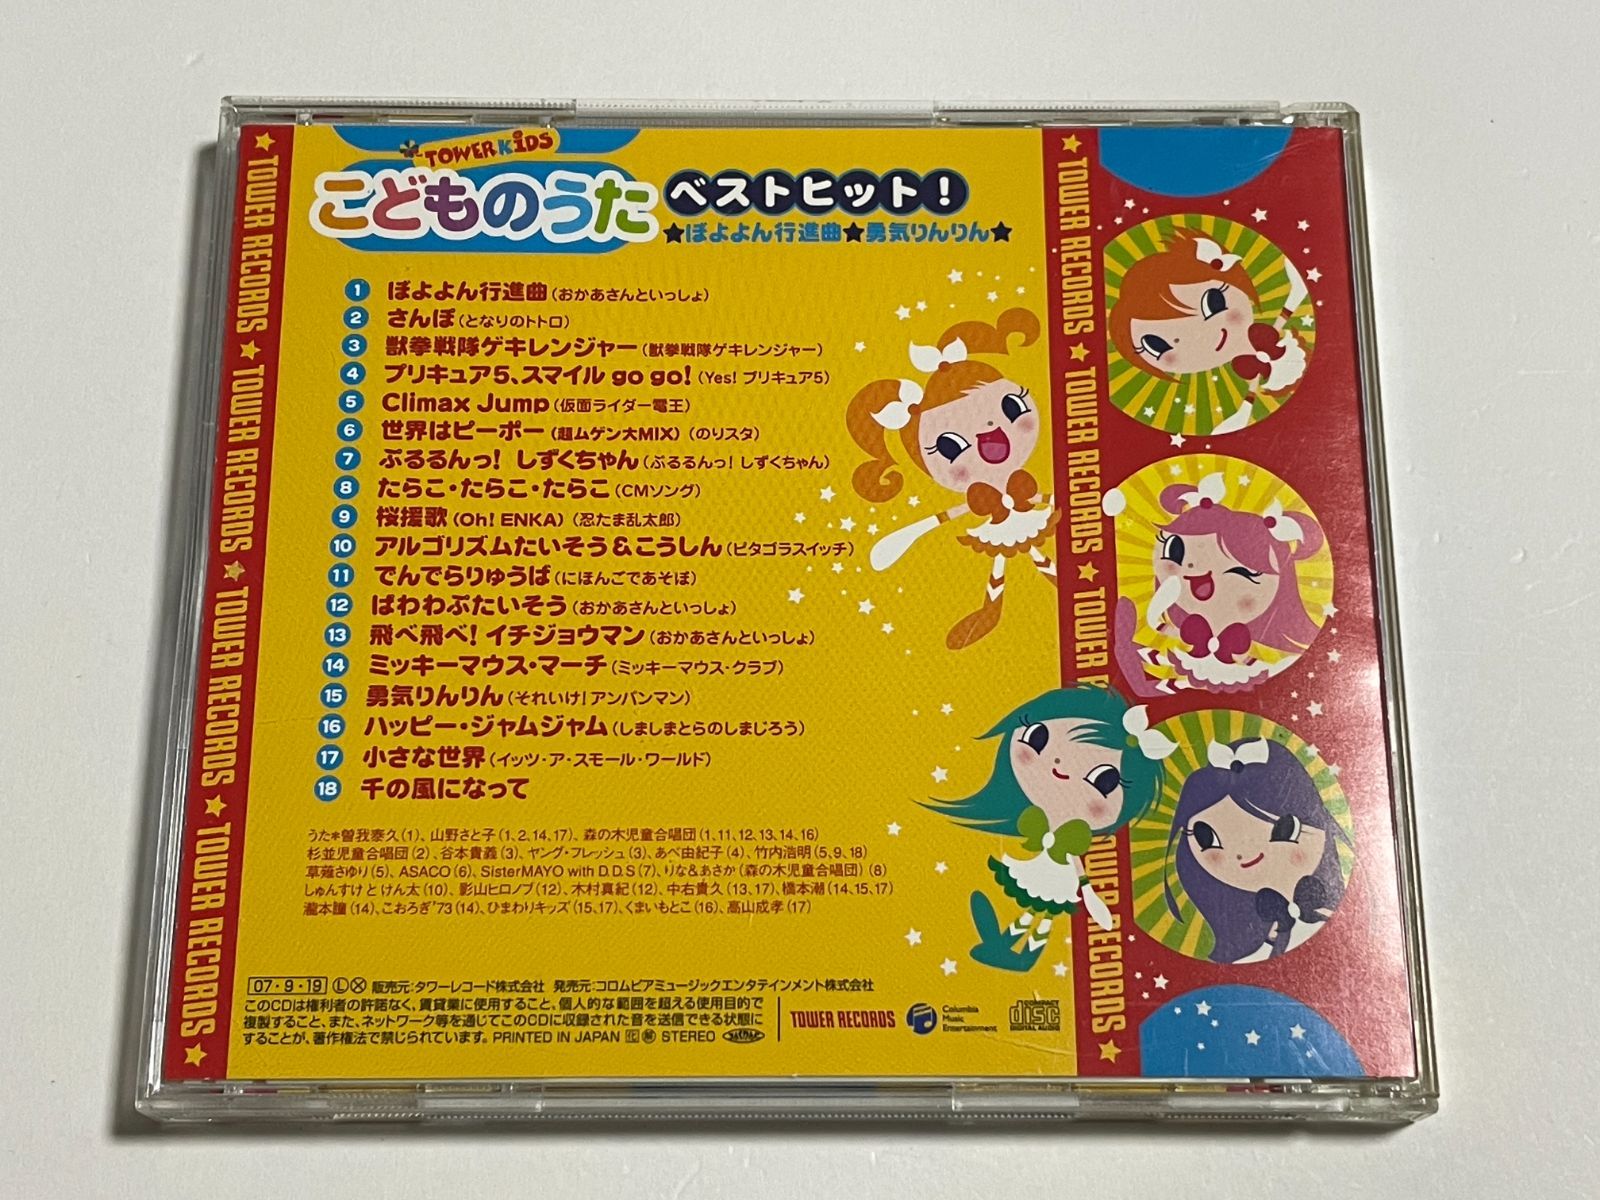 TOWER KiDS
こどものうた ベストヒット!
★ぼよよん行進曲★勇気りんりん★
1 ぼよよん行進曲(おかあさんといっしょ)
2 さんぽ(となりのトトロ)
3 獣拳戦隊ゲキレンジャー(獣拳戦隊ゲキレンジャー)
4 プリキュア5、スマイル go go!(Yes! プリキュア5)
5 Climax Jump(仮面ライダー電王)
6 世界はピーポー(超ムゲン大MIX)(のりスタ)
7 ぷるるんっ! しずくちゃん(ぷるるんっ! しずくちゃん)
8 たらこ・たらこ・たらこ(CMソング)
9 桜援歌(Oh! ENKA)(忍たま乱太郎)
10 アルゴリズムたいそう&こうしん(ピタゴラスイッチ)
11 でんでらりゅうば(にほんごであそぼ)
12 ぱわわぷたいそう(おかあさんといっしょ)
13 飛べ飛べ! イチジョウマン(おかあさんといっしょ)
14 ミッキーマウス・マーチ(ミッキーマウス・クラブ)
15 勇気りんりん(それいけ! アンパンマン)
16 ハッピー・ジャムジャム(しましまとらのしまじろう)
17 小さな世界(イッツ・ア・スモール・ワールド)
18 千の風になって
うた*曽我泰久(1)、山野さと子(1、2、14、17)、森の木児童合唱団(1、11、12、13、14、16)
杉並児童合唱団(2)、谷本貴義(3)、ヤング・フレッシュ(3)、あべ由紀子(4)、竹内浩明(5、9、18)
草薙さゆり(5)、ASACO(6)、SisterMAYO with D.D.S(7)、りな&あさか(森の木児童合唱団)(8)
しゅんすけ と けん太(10)、影山ヒロノブ(12)、木村真紀(12)、中右貴久(13、17)、橋本潮(14、15、17)
瀧本瞳(14)、こおろぎ'73(14)、ひまわりキッズ(15、17)、くまいもとこ(16)、高山成孝(17)
07・9・19 Ⓛ Ⓧ 販売元:タワーレコード株式会社 発売元:コロムビアミュージックエンタテインメント株式会社
このCDは権利者の許諾なく、賃貸業に使用すること、個人的な範囲を超える使用目的で
複製すること、また、ネットワーク等を通じてこのCDに収録された音を送信できる状態に
することが、著作権法で禁じられています。PRINTED IN JAPAN STEREO
TOWER RECORDS
Columbia
Music
Entertainment
COMPACT
disc
DIGITAL AUDIO
★ TOWER RECORDS ★ TOWER RECORDS ★ TOWER RECORDS ★ TOWER RECORDS ★
★ TOWER RECORDS ★ TOWER RECORDS ★ TOWER R TOWER RECORDS ★